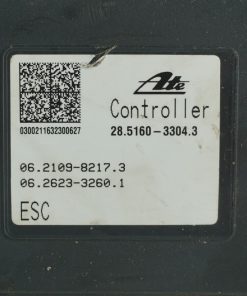 Ate
Controller
0300211632300627
28.5160-3304.3
06.2109-8217.3
06.2623-3260.1
ESC